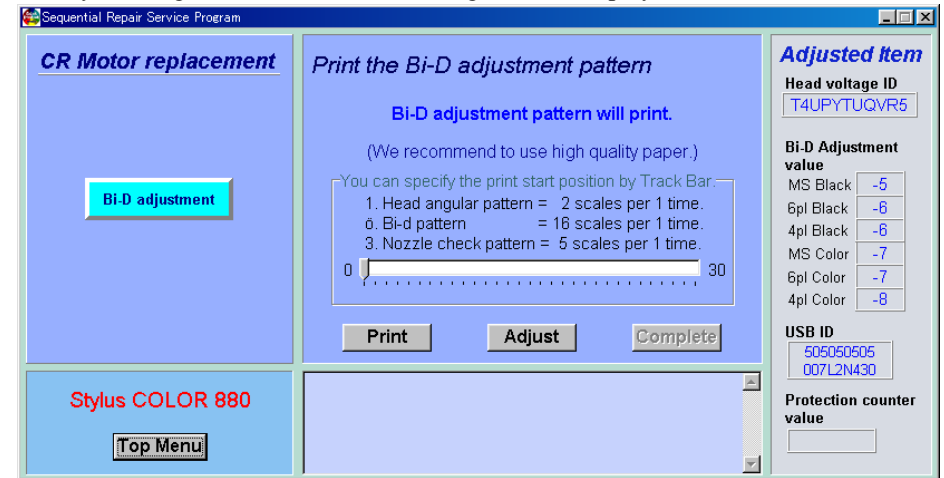 Sequential Repair Service Program
CR Motor replacement
Bi-D adjustment
Stylus COLOR 880
Top Menu
Print the Bi-D adjustment pattern
Bi-D adjustment pattern will print.
(We recommend to use high quality paper.)
You can specify the print start position by Track Bar.
1. Head angular pattern = 2 scales per 1 time.
ö. Bi-d pattern = 16 scales per 1 time.
3. Nozzle check pattern = 5 scales per 1 time.
0 30
Print Adjust Complete
Adjusted Item
Head voltage ID
T4UPYTUQVR5
Bi-D Adjustment
value
MS Black -5
6pl Black -6
4pl Black -6
MS Color -7
6pl Color -7
4pl Color -8
USB ID
505050505
007L2N430
Protection counter
value